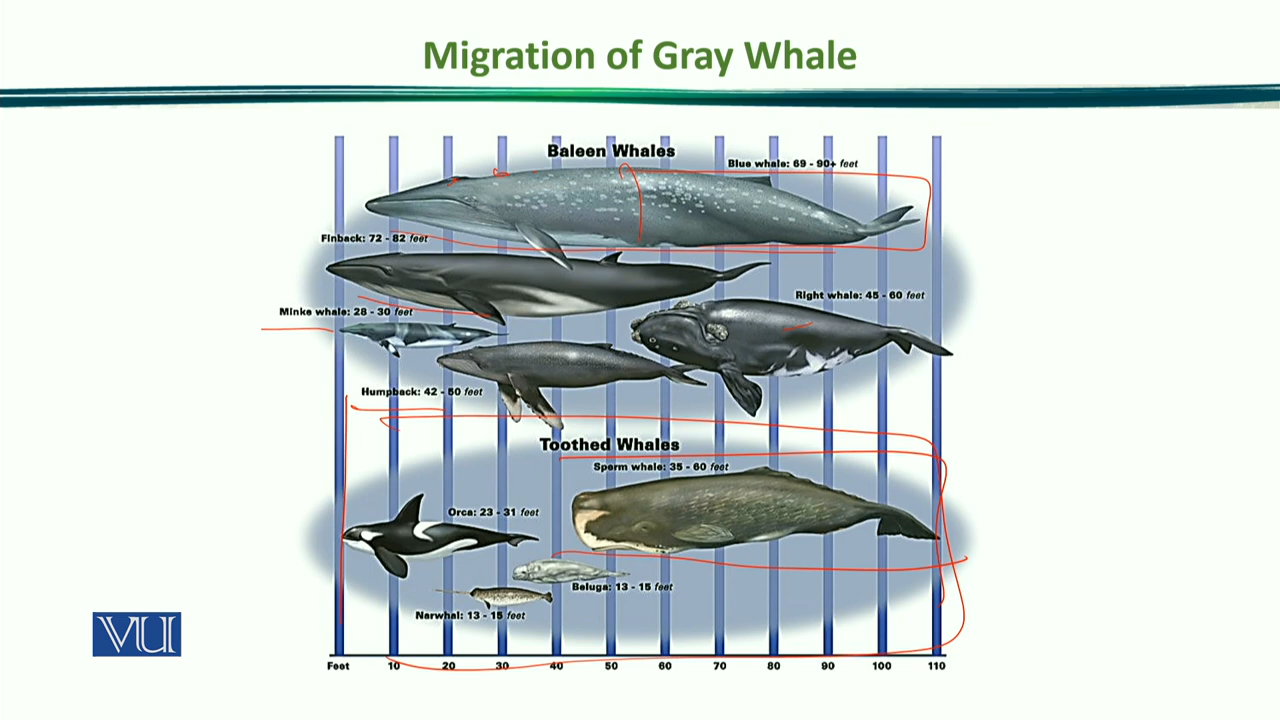 Migration of Gray Whale
Baleen Whales
Blue whale: 69 - 90+ feet
Finback: 72 - 82 feet
Right whale: 45 - 60 feet
Minke whale: 28 - 30 feet
Humpback: 42 - 50 feet
Toothed Whales
Sperm whale: 35 - 60 feet
Orca: 23 - 31 feet
Beluga: 13 - 15 feet
Narwhal: 13 - 15 feet
VU
Feet 10 20 30 40 50 60 70 80 90 100 110